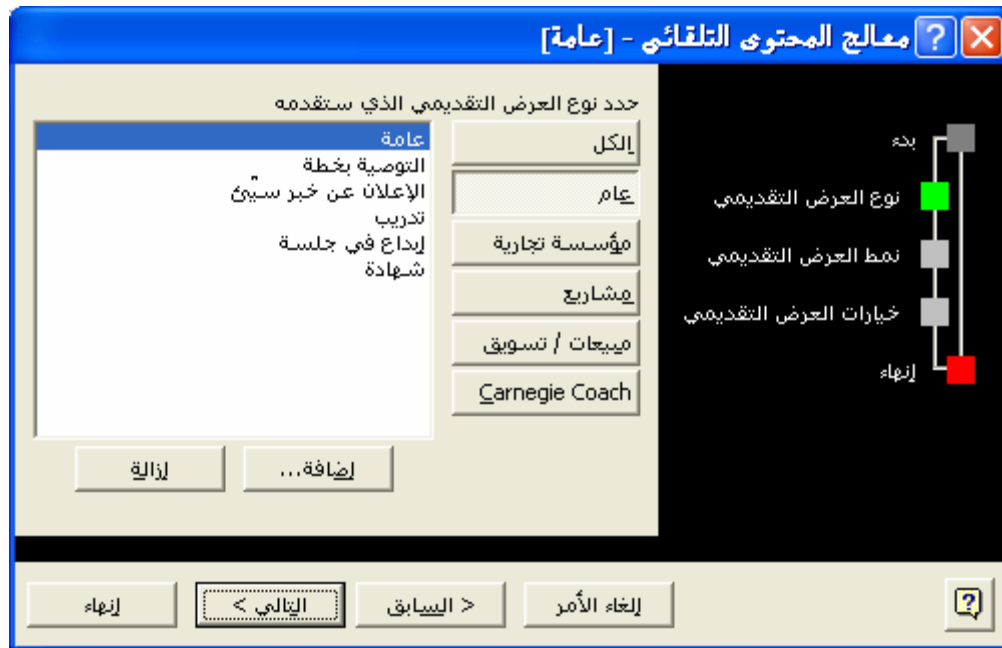 معالج المحتوى التلقائي - [عامة]
بدء
نوع العرض التقديمي
نمط العرض التقديمي
خيارات العرض التقديمي
إنهاء
حدد نوع العرض التقديمي الذي ستقدمه
الكل
عام
مؤسسة تجارية
مشاريع
مبيعات / تسويق
Carnegie Coach
عامة
التوصية بخطة
الإعلان عن خبر سيّئ
تدريب
إبداع في جلسة
شهادة
إضافة...
إزالة
إلغاء الأمر
< السابق
التالي >
إنهاء